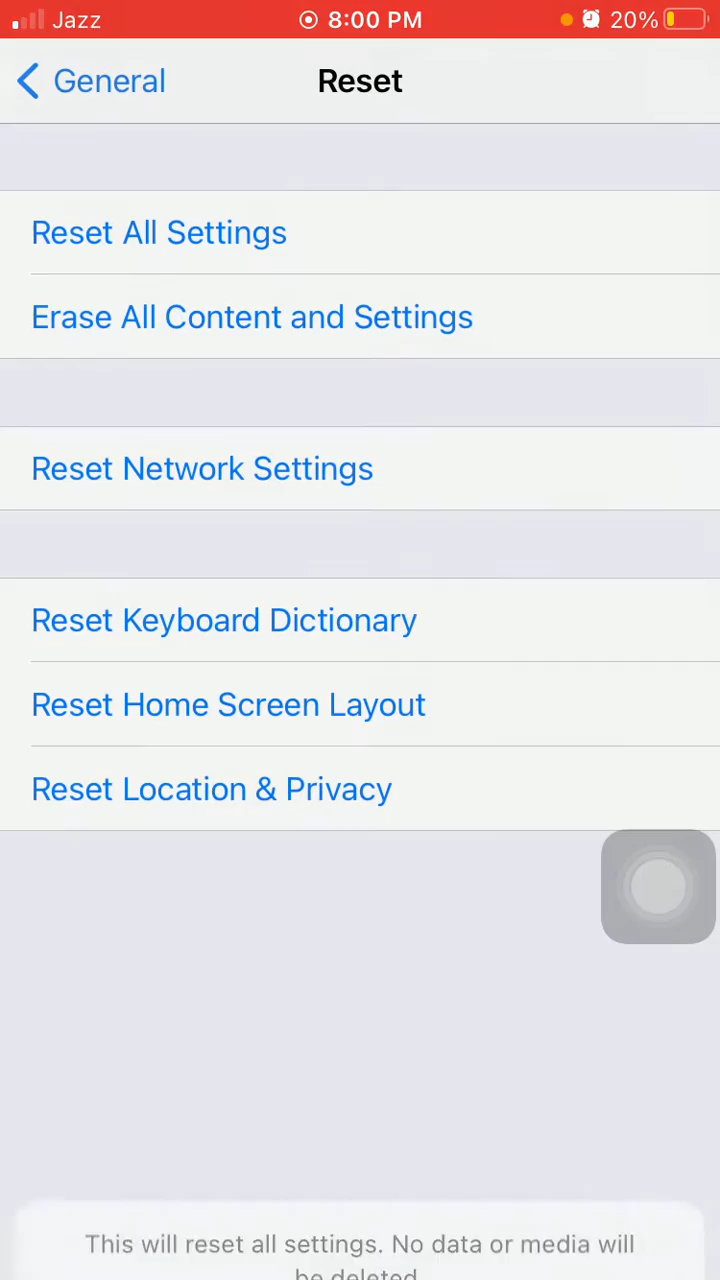 Jazz 8:00 PM 20%
General Reset
Reset All Settings
Erase All Content and Settings
Reset Network Settings
Reset Keyboard Dictionary
Reset Home Screen Layout
Reset Location & Privacy
This will reset all settings. No data or media will
be deleted